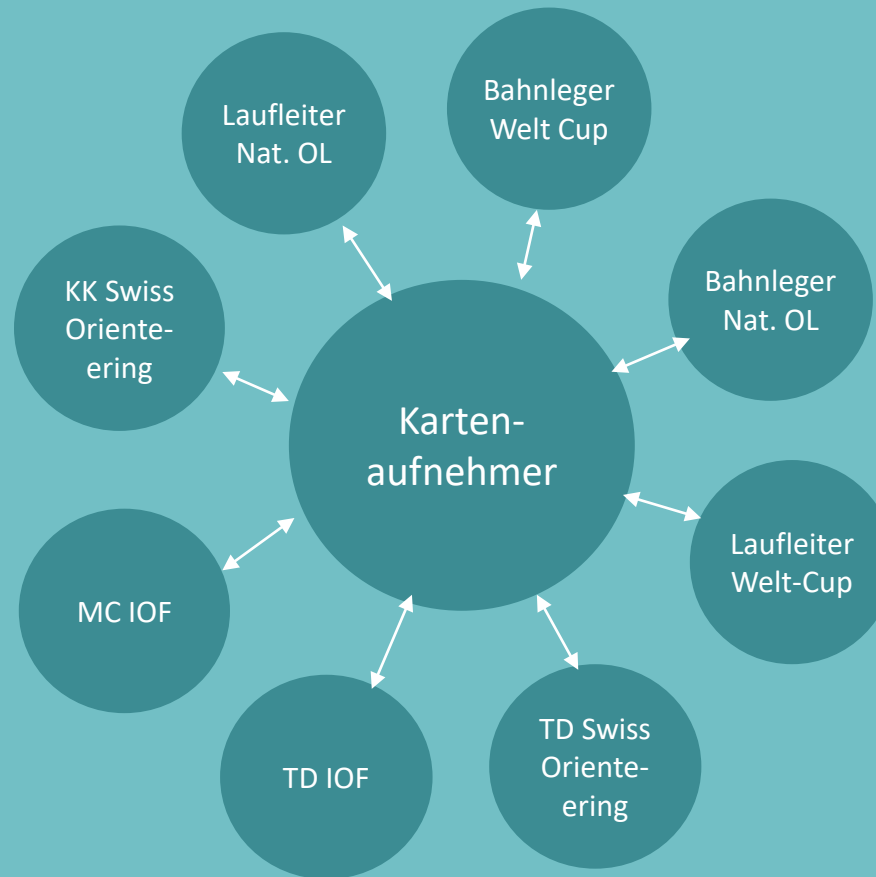 Laufleiter
Nat. OL
Bahnleger
Welt Cup
KK Swiss
Oriente-
ering
Bahnleger
Nat. OL
Karten-
aufnehmer
Laufleiter
Welt-Cup
MC IOF
TD IOF
TD Swiss
Oriente-
ering